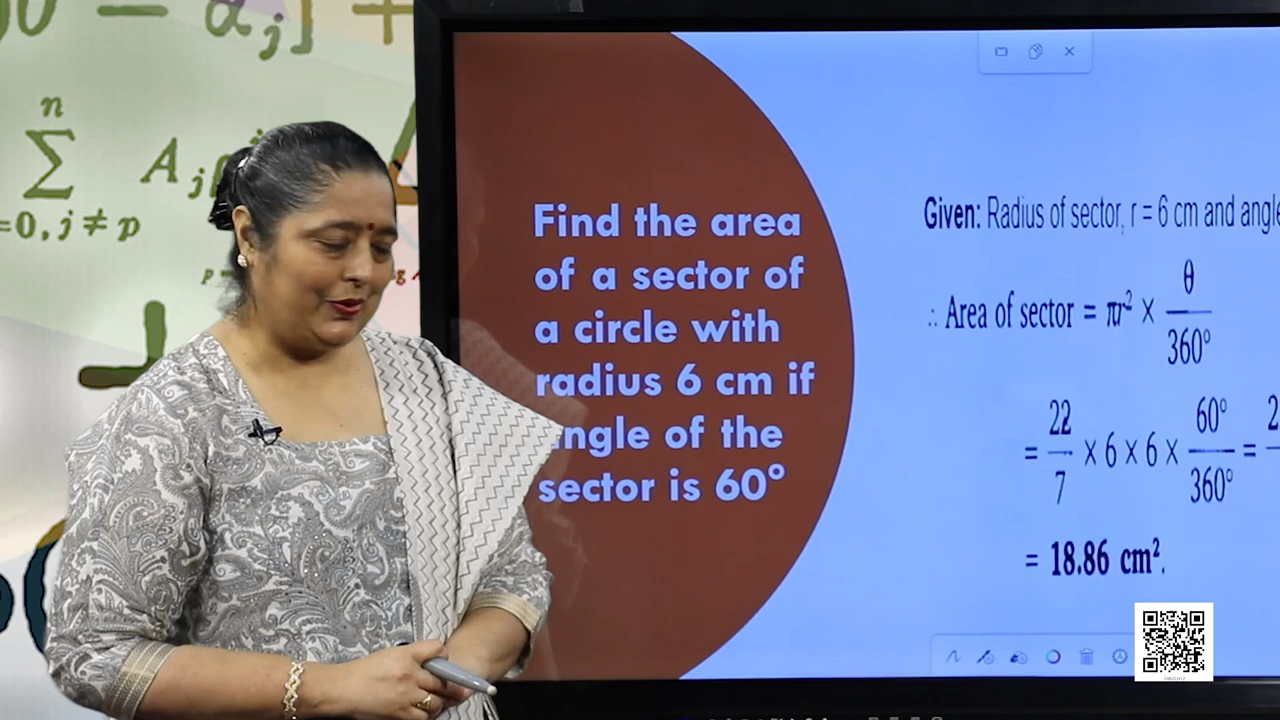 n
∑ A j
=0, j ≠ p
Find the area
of a sector of
a circle with
radius 6 cm if
angle of the
sector is 60°
Given: Radius of sector, r = 6 cm and angle
∴ Area of sector = πr² × θ/360°
= 22/7 × 6 × 6 × 60°/360° =
= 18.86 cm².